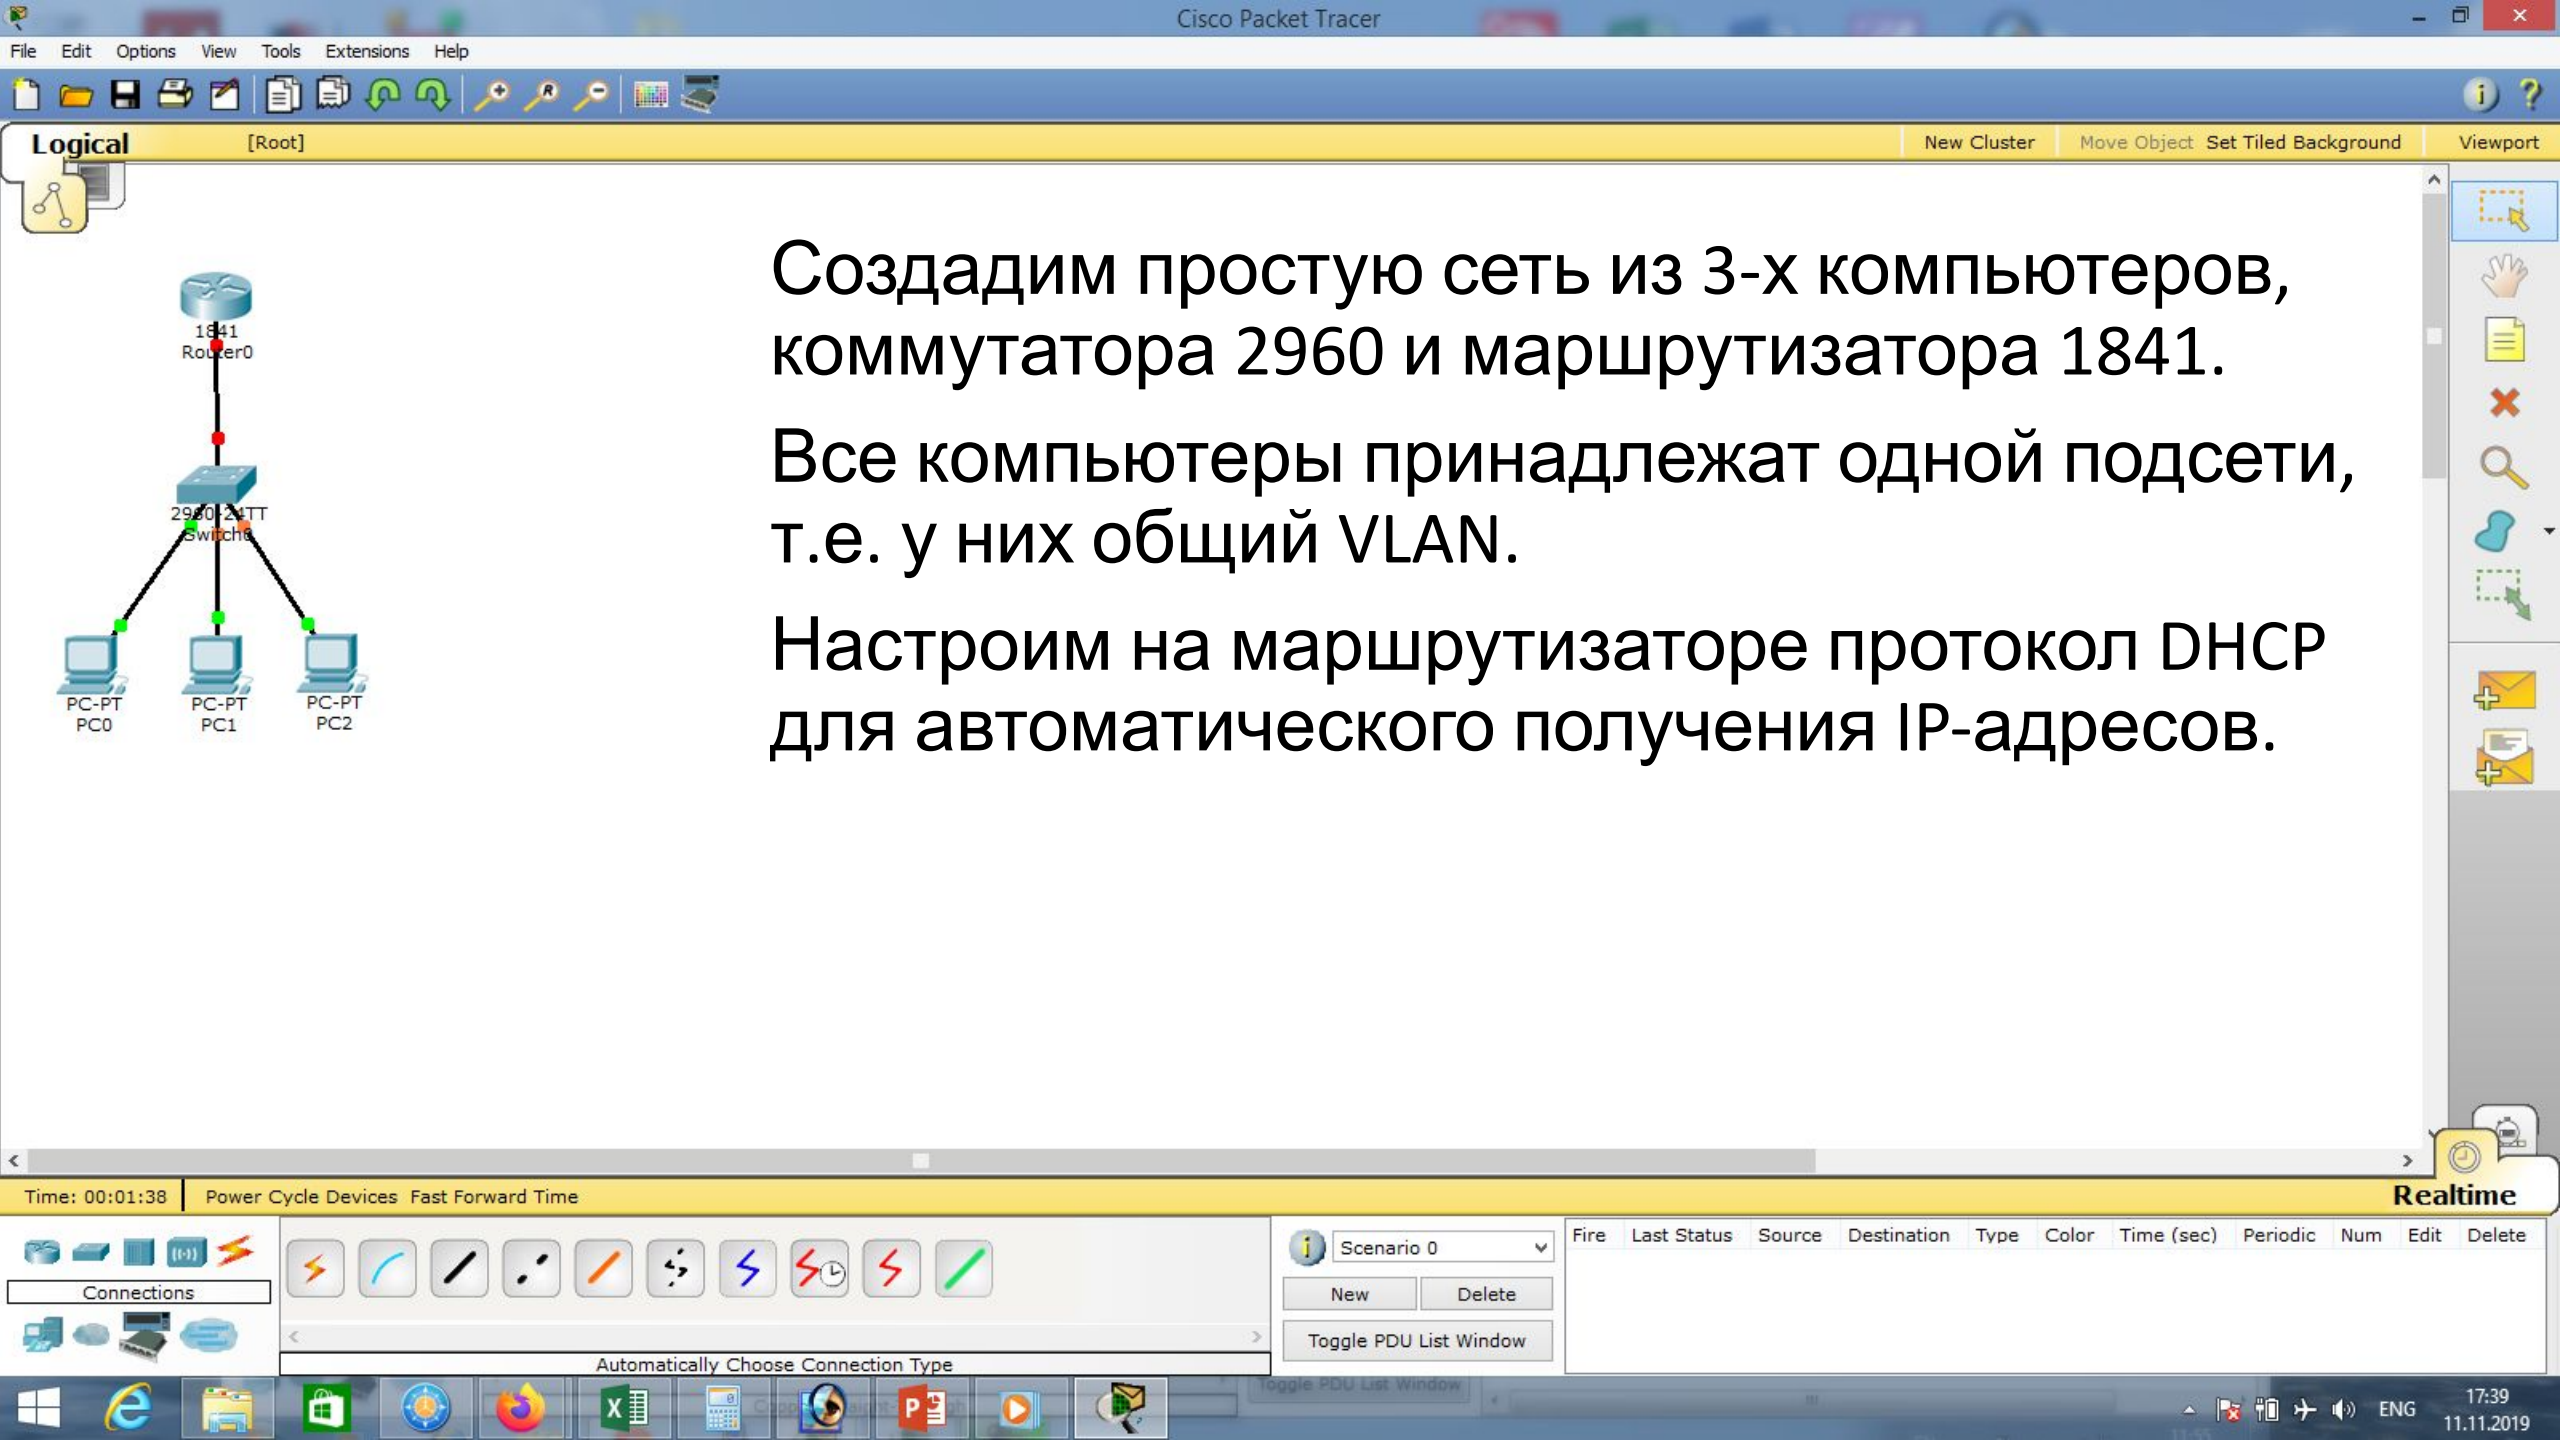 Cisco Packet Tracer
File Edit Options View Tools Extensions Help
Logical [Root] New Cluster Move Object Set Tiled Background Viewport
1841
Router0
2960-24TT
Switch0
PC-PT
PC0
PC-PT
PC1
PC-PT
PC2
Создадим простую сеть из 3-х компьютеров,
коммутатора 2960 и маршрутизатора 1841.
Все компьютеры принадлежат одной подсети,
т.е. у них общий VLAN.
Настроим на маршрутизаторе протокол DHCP
для автоматического получения IP-адресов.
Time: 00:01:38 Power Cycle Devices Fast Forward Time
Realtime
Connections
Automatically Choose Connection Type
Scenario 0
New Delete
Toggle PDU List Window
Fire Last Status Source Destination Type Color Time (sec) Periodic Num Edit Delete
Toggle PDU List Window
ENG
17:39
11.11.2019